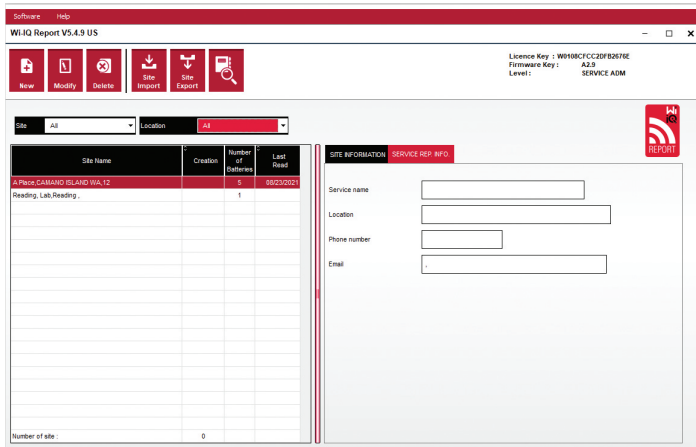 Software Help
Wi-IQ Report V5.4.9 US
New Modify Delete Site Import Site Export
Licence Key : W0108CFCC2DFB2676E
Firmware Key : A2.9
Level : SERVICE ADM
Site All Location All
Wi iQ
REPORT
Site Name Creation Number of Batteries Last Read
A Place,CAMANO ISLAND WA,12 5 08/23/2021
Reading, Lab,Reading , 1
Number of site : 0
SITE INFORMATION SERVICE REP. INFO.
Service name
Location
Phone number
Email ,